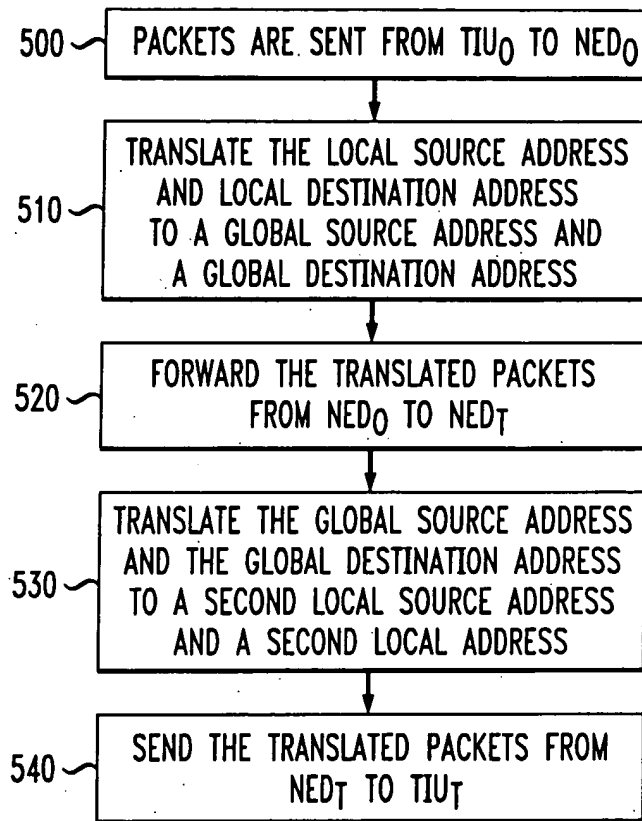 500 PACKETS ARE SENT FROM TIU₀ TO NED₀
510 TRANSLATE THE LOCAL SOURCE ADDRESS
AND LOCAL DESTINATION ADDRESS
TO A GLOBAL SOURCE ADDRESS AND
A GLOBAL DESTINATION ADDRESS
520 FORWARD THE TRANSLATED PACKETS
FROM NED₀ TO NEDT
530 TRANSLATE THE GLOBAL SOURCE ADDRESS
AND THE GLOBAL DESTINATION ADDRESS
TO A SECOND LOCAL SOURCE ADDRESS
AND A SECOND LOCAL ADDRESS
540 SEND THE TRANSLATED PACKETS FROM
NEDT TO TIUT